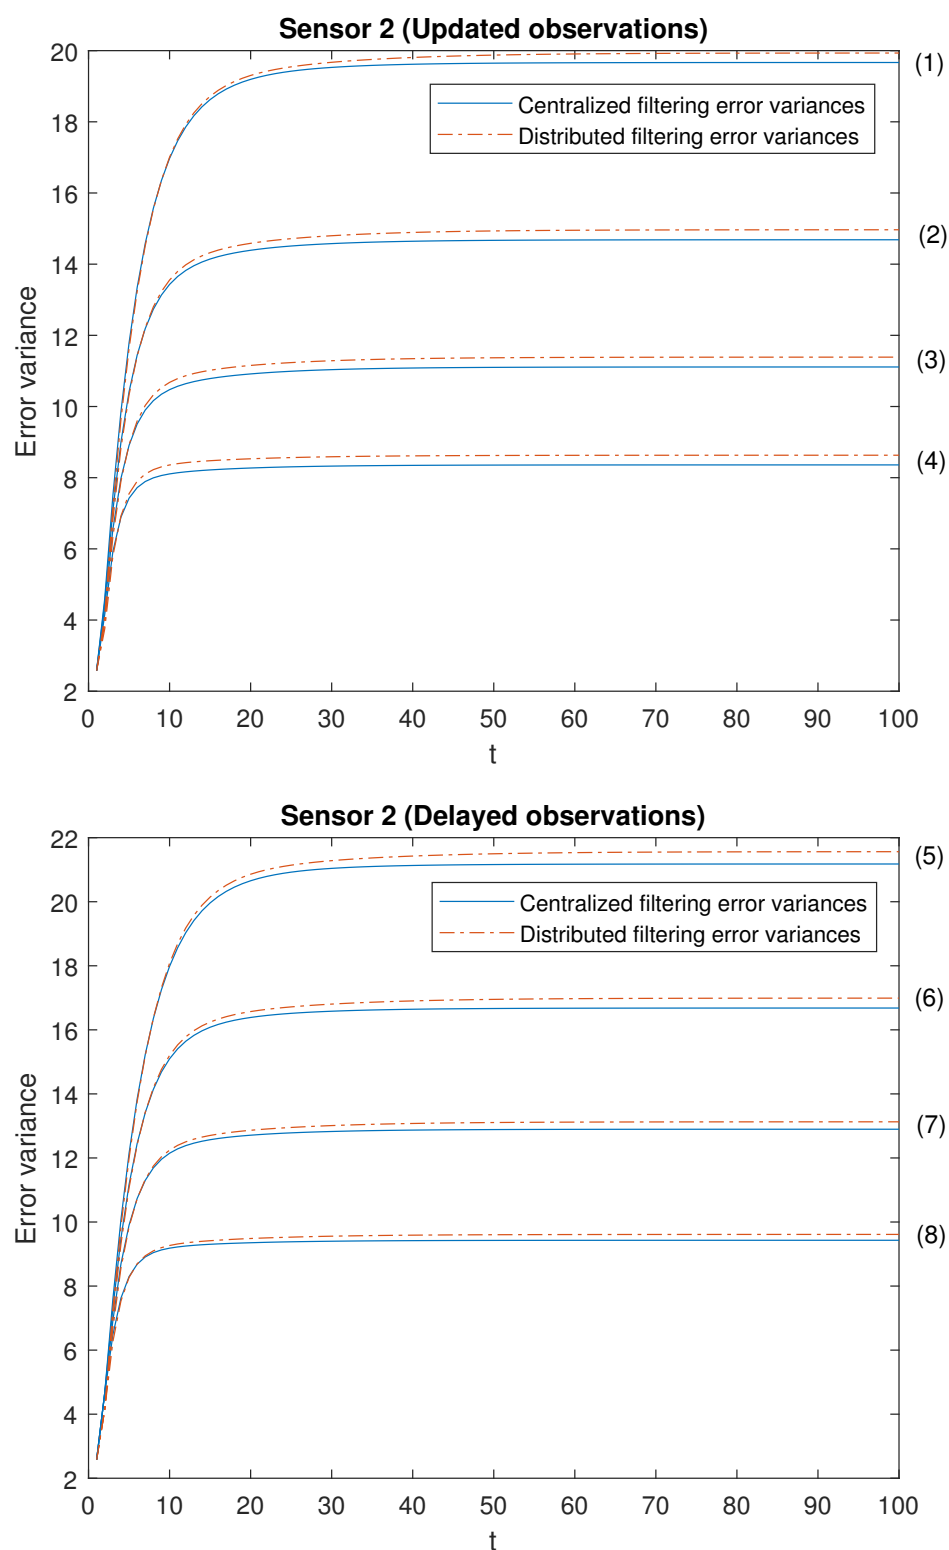 Sensor 2 (Updated observations)
20
18
16
14
12
10
8
6
4
2
Error variance
Centralized filtering error variances
Distributed filtering error variances
(1)
(2)
(3)
(4)
0 10 20 30 40 50 60 70 80 90 100
t
Sensor 2 (Delayed observations)
22
20
18
16
14
12
10
8
6
4
2
Error variance
Centralized filtering error variances
Distributed filtering error variances
(5)
(6)
(7)
(8)
0 10 20 30 40 50 60 70 80 90 100
t